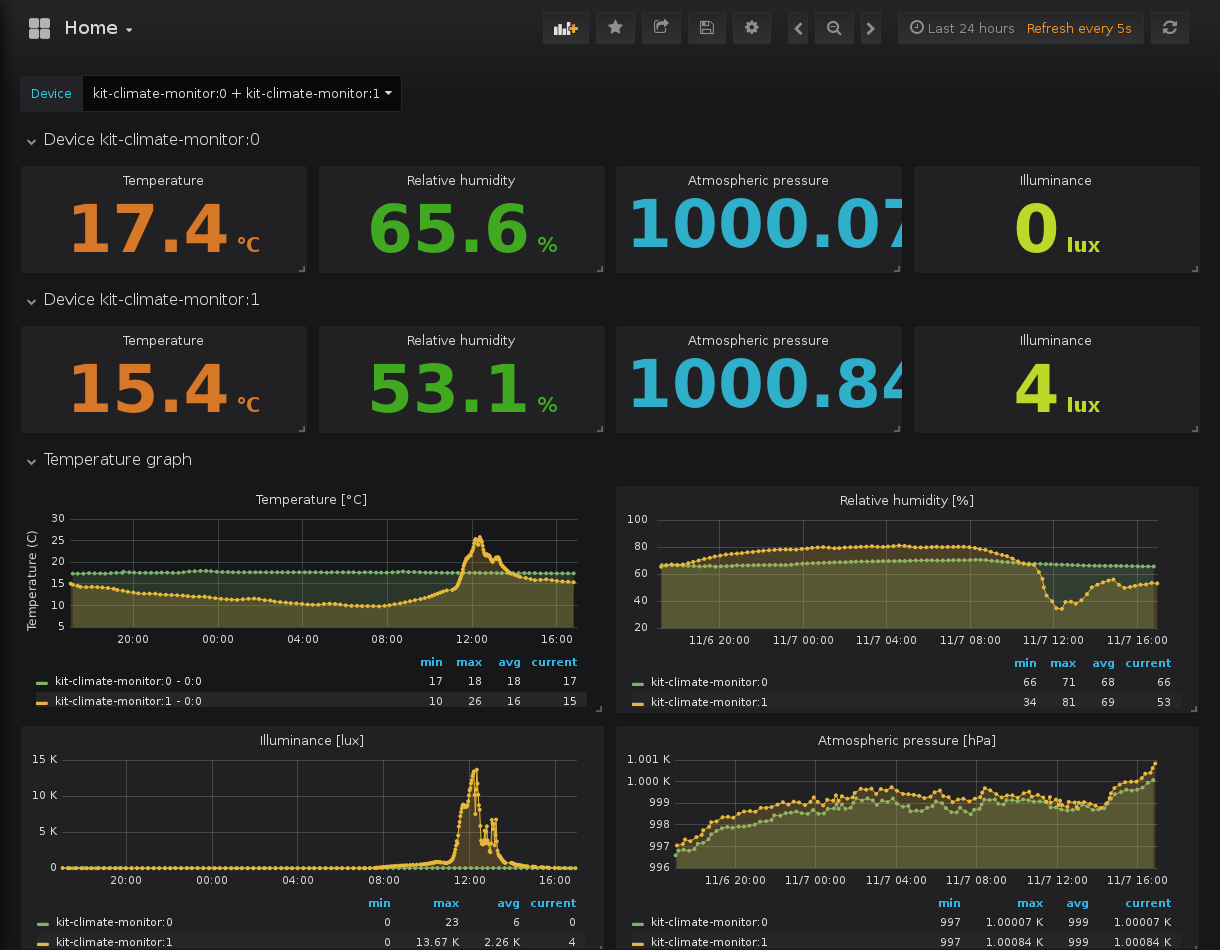 Home
Last 24 hours Refresh every 5s
Device kit-climate-monitor:0 + kit-climate-monitor:1
Device kit-climate-monitor:0
Temperature Relative humidity Atmospheric pressure Illuminance
17.4 °C 65.6 % 1000.07 0 lux
Device kit-climate-monitor:1
Temperature Relative humidity Atmospheric pressure Illuminance
15.4 °C 53.1 % 1000.84 4 lux
Temperature graph
Temperature [°C]
Temperature (C)
30
25
20
15
10
5
20:00 00:00 04:00 08:00 12:00 16:00
min max avg current
kit-climate-monitor:0 - 0:0 17 18 18 17
kit-climate-monitor:1 - 0:0 10 26 16 15
Relative humidity [%]
100
80
60
40
20
11/6 20:00 11/7 00:00 11/7 04:00 11/7 08:00 11/7 12:00 11/7 16:00
min max avg current
kit-climate-monitor:0 66 71 68 66
kit-climate-monitor:1 34 81 69 53
Illuminance [lux]
15 K
10 K
5 K
0
20:00 00:00 04:00 08:00 12:00 16:00
min max avg current
kit-climate-monitor:0 0 23 6 0
kit-climate-monitor:1 0 13.67 K 2.26 K 4
Atmospheric pressure [hPa]
1.001 K
1.000 K
999
998
997
996
11/6 20:00 11/7 00:00 11/7 04:00 11/7 08:00 11/7 12:00 11/7 16:00
min max avg current
kit-climate-monitor:0 997 1.00007 K 999 1.00007 K
kit-climate-monitor:1 997 1.00084 K 999 1.00084 K